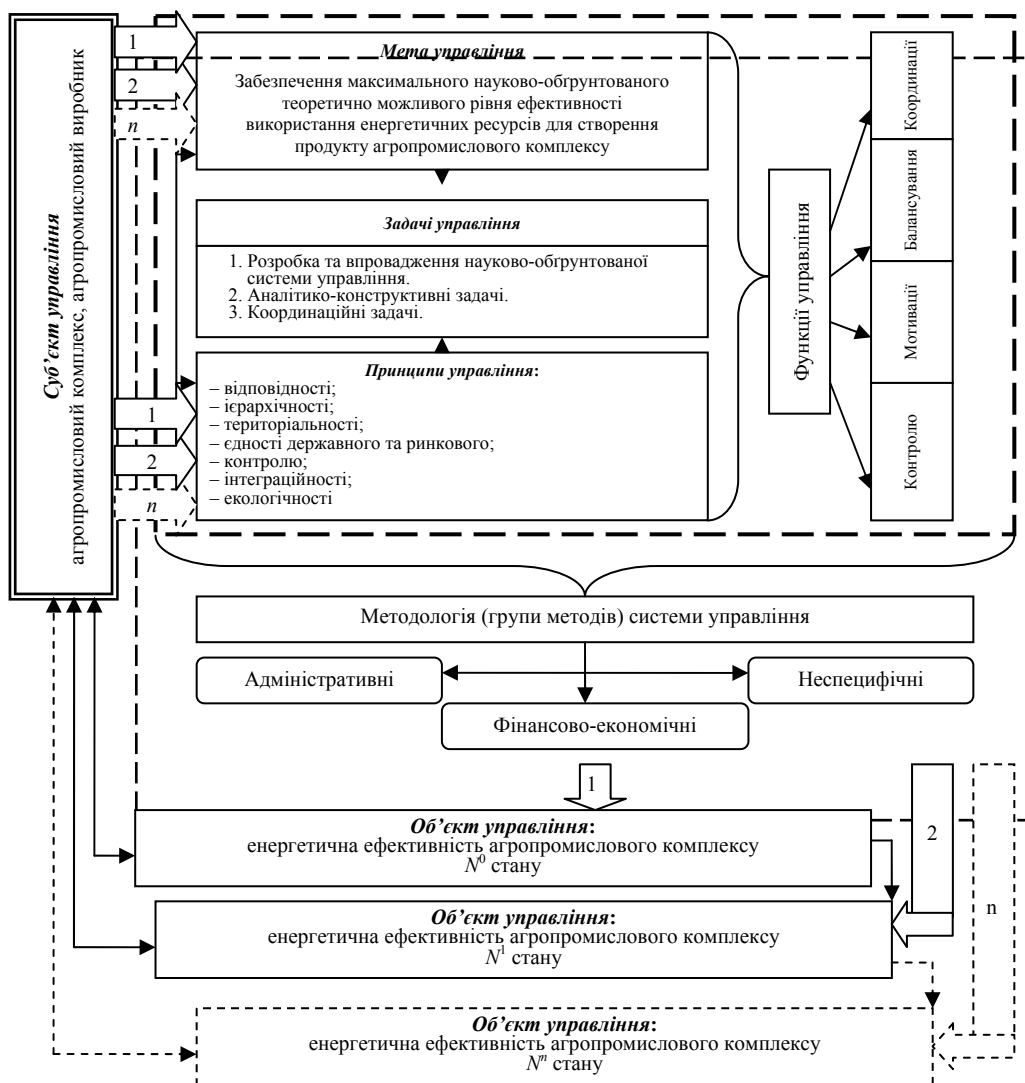 Суб’єкт управління
агропромисловий комплекс, агропромисловий виробник
1
2
n
Мета управління
Забезпечення максимального науково-обґрунтованого
теоретично можливого рівня ефективності
використання енергетичних ресурсів для створення
продукту агропромислового комплексу
Задачі управління
1. Розробка та впровадження науково-обґрунтованої
системи управління.
2. Аналітико-конструктивні задачі.
3. Координаційні задачі.
1
2
n
Принципи управління:
– відповідності;
– ієрархічності;
– територіальності;
– єдності державного та ринкового;
– контролю;
– інтеграційності;
– екологічності
Функції управління
Координації
Балансування
Мотивації
Контролю
Методологія (групи методів) системи управління
Адміністративні
Неспецифічні
Фінансово-економічні
1
2
n
Об’єкт управління:
енергетична ефективність агропромислового комплексу
N⁰ стану
Об’єкт управління:
енергетична ефективність агропромислового комплексу
N¹ стану
Об’єкт управління:
енергетична ефективність агропромислового комплексу
Nⁿ стану